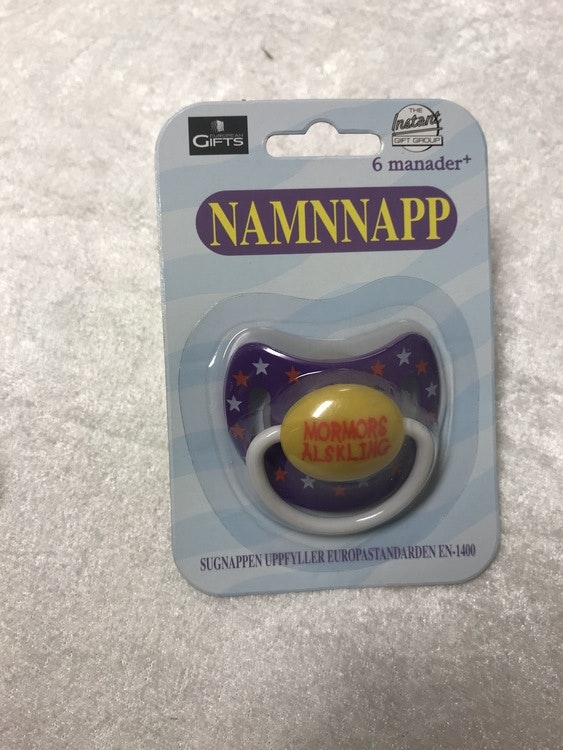 EUROPEAN
GIFTS
THE
Instant
GIFT GROUP
6 manader+
NAMNNAPP
MORMORS
ÄLSKLING
SUGNAPPEN UPPFYLLER EUROPASTANDARDEN EN-1400